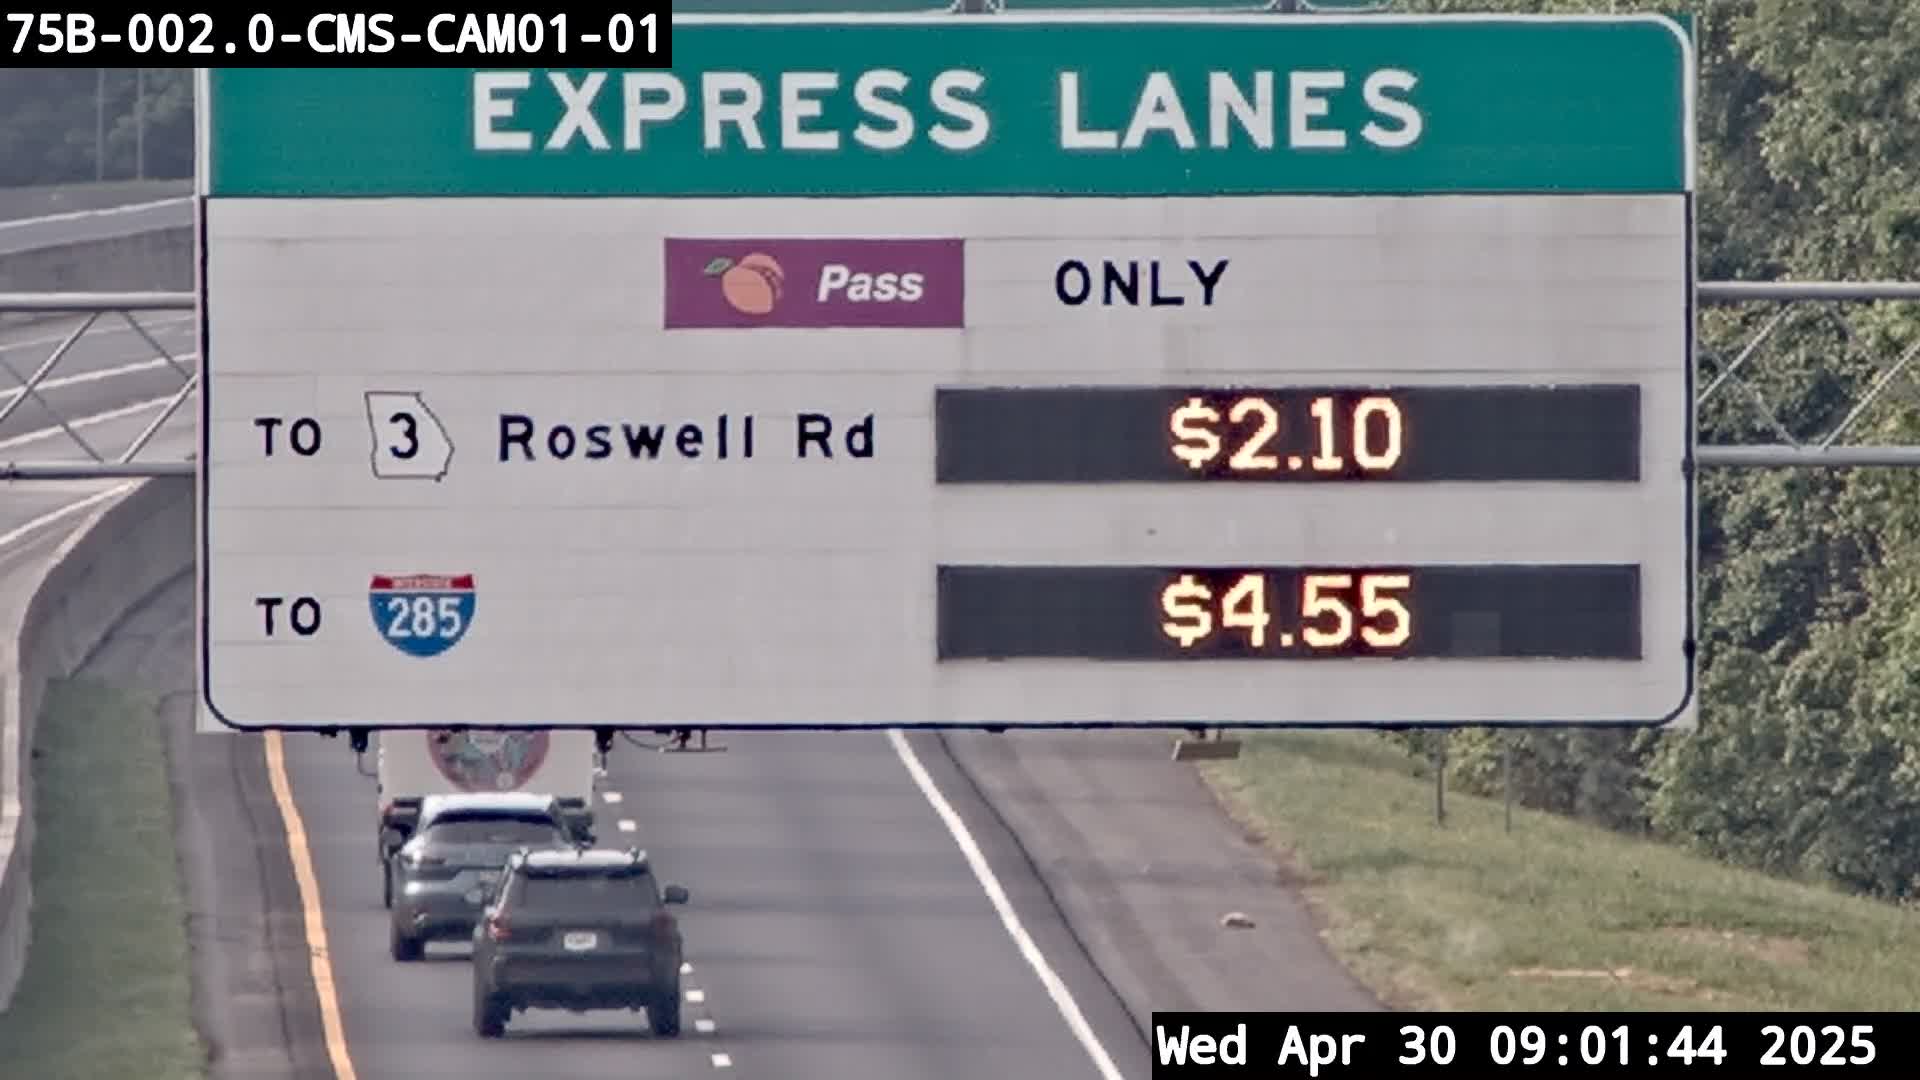 75B-002.0-CMS-CAM01-01
EXPRESS LANES
Pass ONLY
TO 3 Roswell Rd $2.10
TO INTERSTATE 285 $4.55
Wed Apr 30 09:01:44 2025